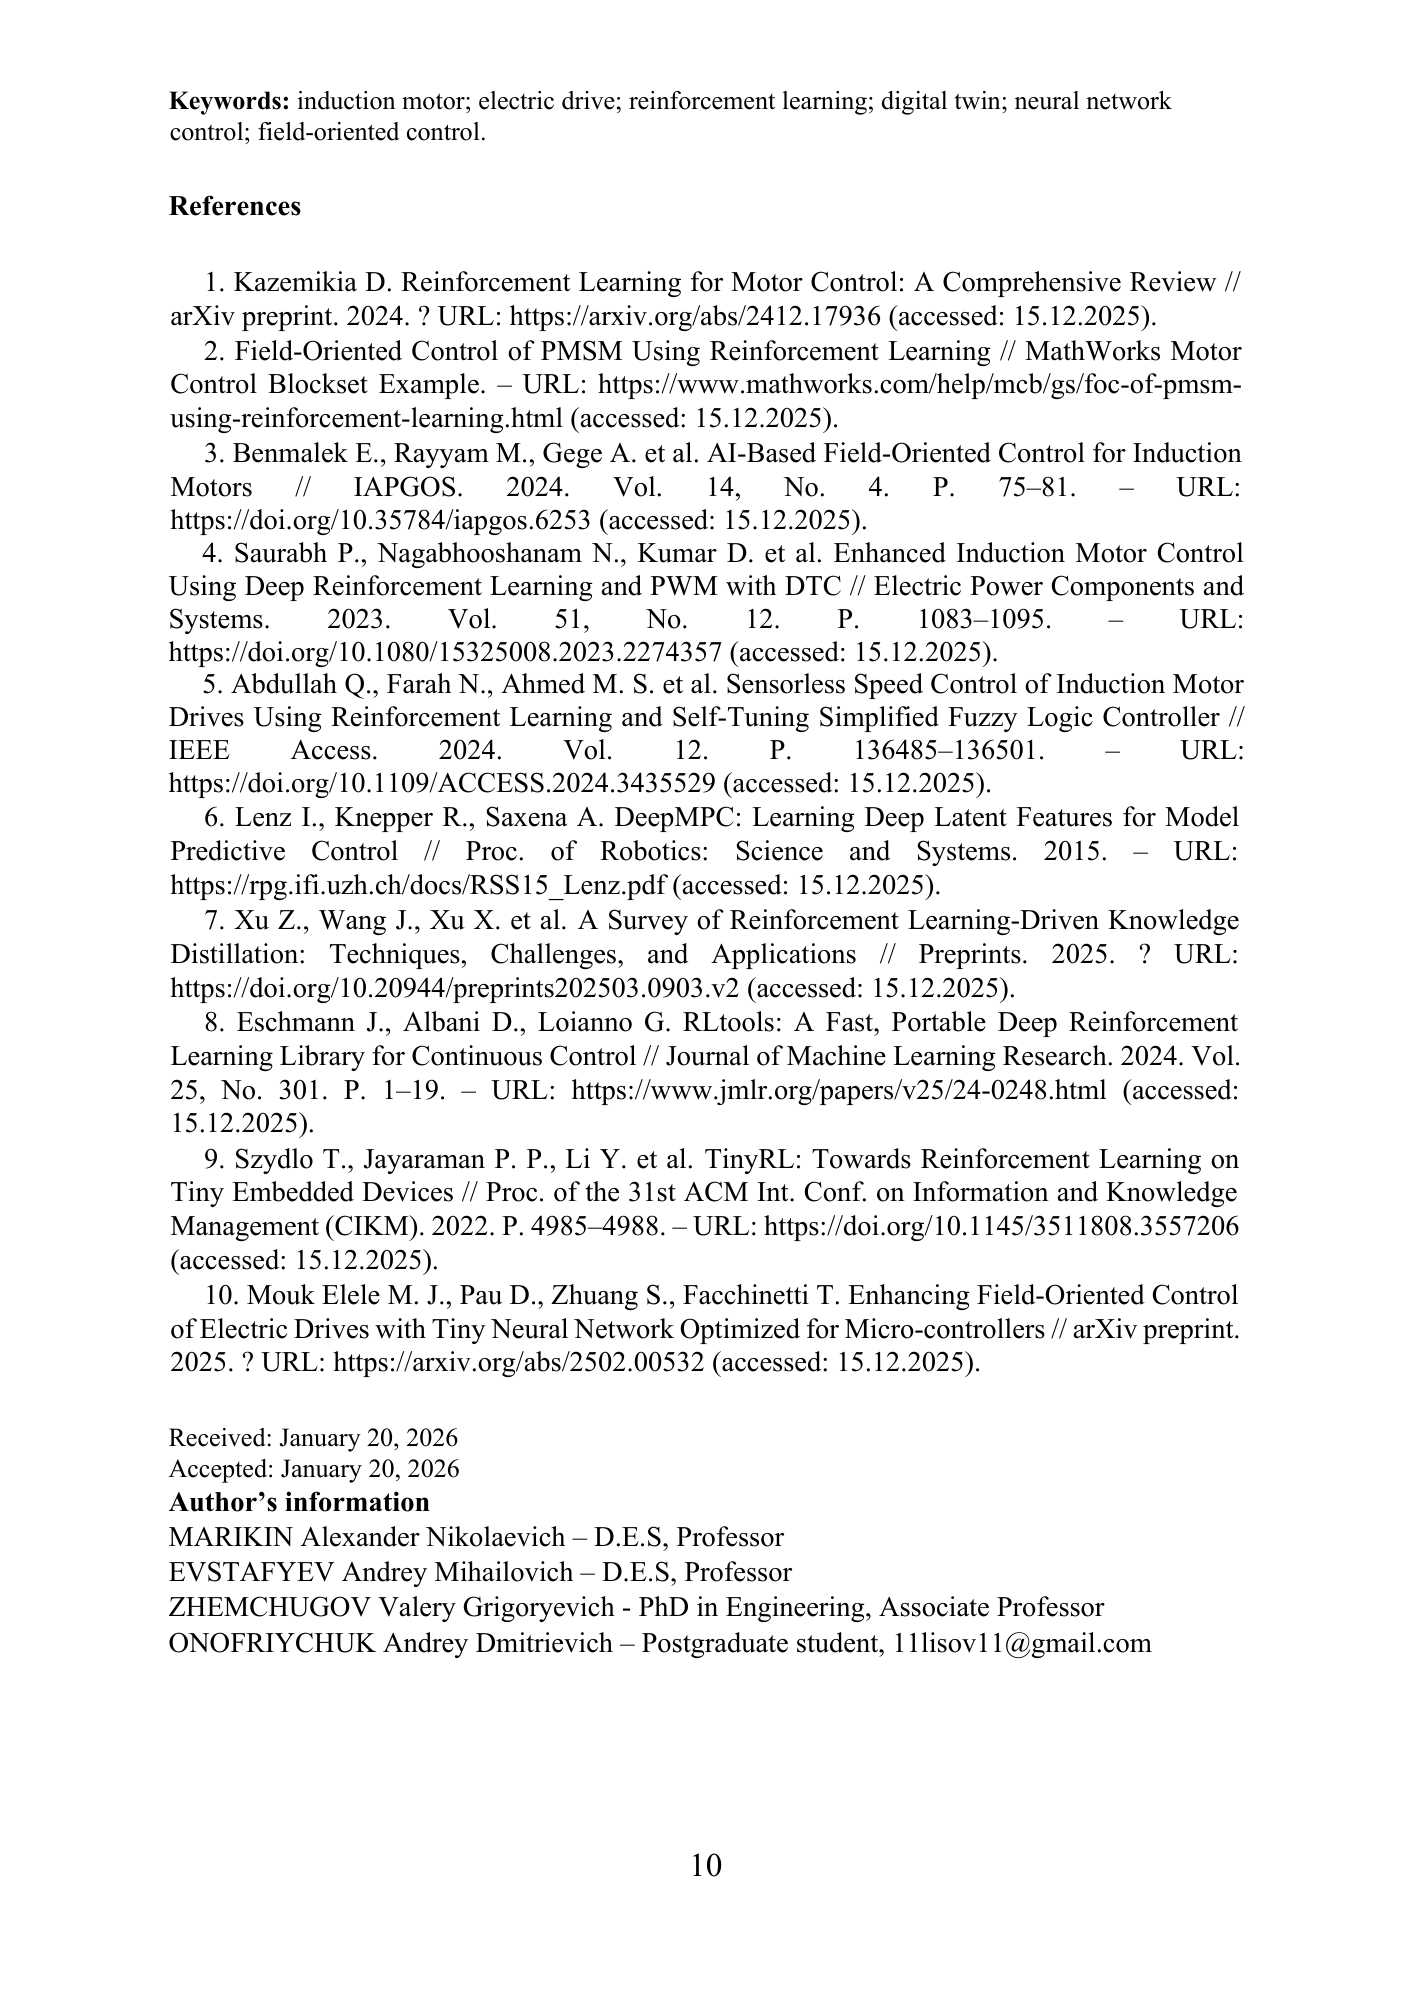 Keywords: induction motor; electric drive; reinforcement learning; digital twin; neural network
control; field-oriented control.
References
1. Kazemikia D. Reinforcement Learning for Motor Control: A Comprehensive Review //
arXiv preprint. 2024. ? URL: https://arxiv.org/abs/2412.17936 (accessed: 15.12.2025).
2. Field-Oriented Control of PMSM Using Reinforcement Learning // MathWorks Motor
Control Blockset Example. – URL: https://www.mathworks.com/help/mcb/gs/foc-of-pmsm-
using-reinforcement-learning.html (accessed: 15.12.2025).
3. Benmalek E., Rayyam M., Gege A. et al. AI-Based Field-Oriented Control for Induction
Motors // IAPGOS. 2024. Vol. 14, No. 4. P. 75–81. – URL:
https://doi.org/10.35784/iapgos.6253 (accessed: 15.12.2025).
4. Saurabh P., Nagabhooshanam N., Kumar D. et al. Enhanced Induction Motor Control
Using Deep Reinforcement Learning and PWM with DTC // Electric Power Components and
Systems. 2023. Vol. 51, No. 12. P. 1083–1095. – URL:
https://doi.org/10.1080/15325008.2023.2274357 (accessed: 15.12.2025).
5. Abdullah Q., Farah N., Ahmed M. S. et al. Sensorless Speed Control of Induction Motor
Drives Using Reinforcement Learning and Self-Tuning Simplified Fuzzy Logic Controller //
IEEE Access. 2024. Vol. 12. P. 136485–136501. – URL:
https://doi.org/10.1109/ACCESS.2024.3435529 (accessed: 15.12.2025).
6. Lenz I., Knepper R., Saxena A. DeepMPC: Learning Deep Latent Features for Model
Predictive Control // Proc. of Robotics: Science and Systems. 2015. – URL:
https://rpg.ifi.uzh.ch/docs/RSS15_Lenz.pdf (accessed: 15.12.2025).
7. Xu Z., Wang J., Xu X. et al. A Survey of Reinforcement Learning-Driven Knowledge
Distillation: Techniques, Challenges, and Applications // Preprints. 2025. ? URL:
https://doi.org/10.20944/preprints202503.0903.v2 (accessed: 15.12.2025).
8. Eschmann J., Albani D., Loianno G. RLtools: A Fast, Portable Deep Reinforcement
Learning Library for Continuous Control // Journal of Machine Learning Research. 2024. Vol.
25, No. 301. P. 1–19. – URL: https://www.jmlr.org/papers/v25/24-0248.html (accessed:
15.12.2025).
9. Szydlo T., Jayaraman P. P., Li Y. et al. TinyRL: Towards Reinforcement Learning on
Tiny Embedded Devices // Proc. of the 31st ACM Int. Conf. on Information and Knowledge
Management (CIKM). 2022. P. 4985–4988. – URL: https://doi.org/10.1145/3511808.3557206
(accessed: 15.12.2025).
10. Mouk Elele M. J., Pau D., Zhuang S., Facchinetti T. Enhancing Field-Oriented Control
of Electric Drives with Tiny Neural Network Optimized for Micro-controllers // arXiv preprint.
2025. ? URL: https://arxiv.org/abs/2502.00532 (accessed: 15.12.2025).
Received: January 20, 2026
Accepted: January 20, 2026
Author’s information
MARIKIN Alexander Nikolaevich – D.E.S, Professor
EVSTAFYEV Andrey Mihailovich – D.E.S, Professor
ZHEMCHUGOV Valery Grigoryevich - PhD in Engineering, Associate Professor
ONOFRIYCHUK Andrey Dmitrievich – Postgraduate student, 11lisov11@gmail.com
10